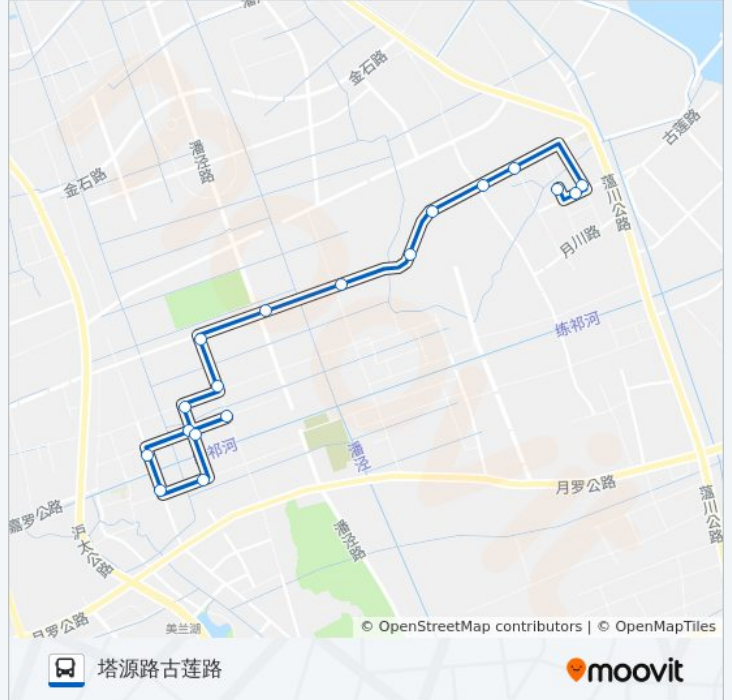 金石路
古莲路
潘泾路
金石路
蕰川公路
月川路
练祁河
祁河
潘泾
月罗公路
蕰川公路
嘉罗公路
沪太公路
潘泾路
月罗公路
美兰湖
© OpenStreetMap contributors | © OpenMapTiles
塔源路古莲路
moovit